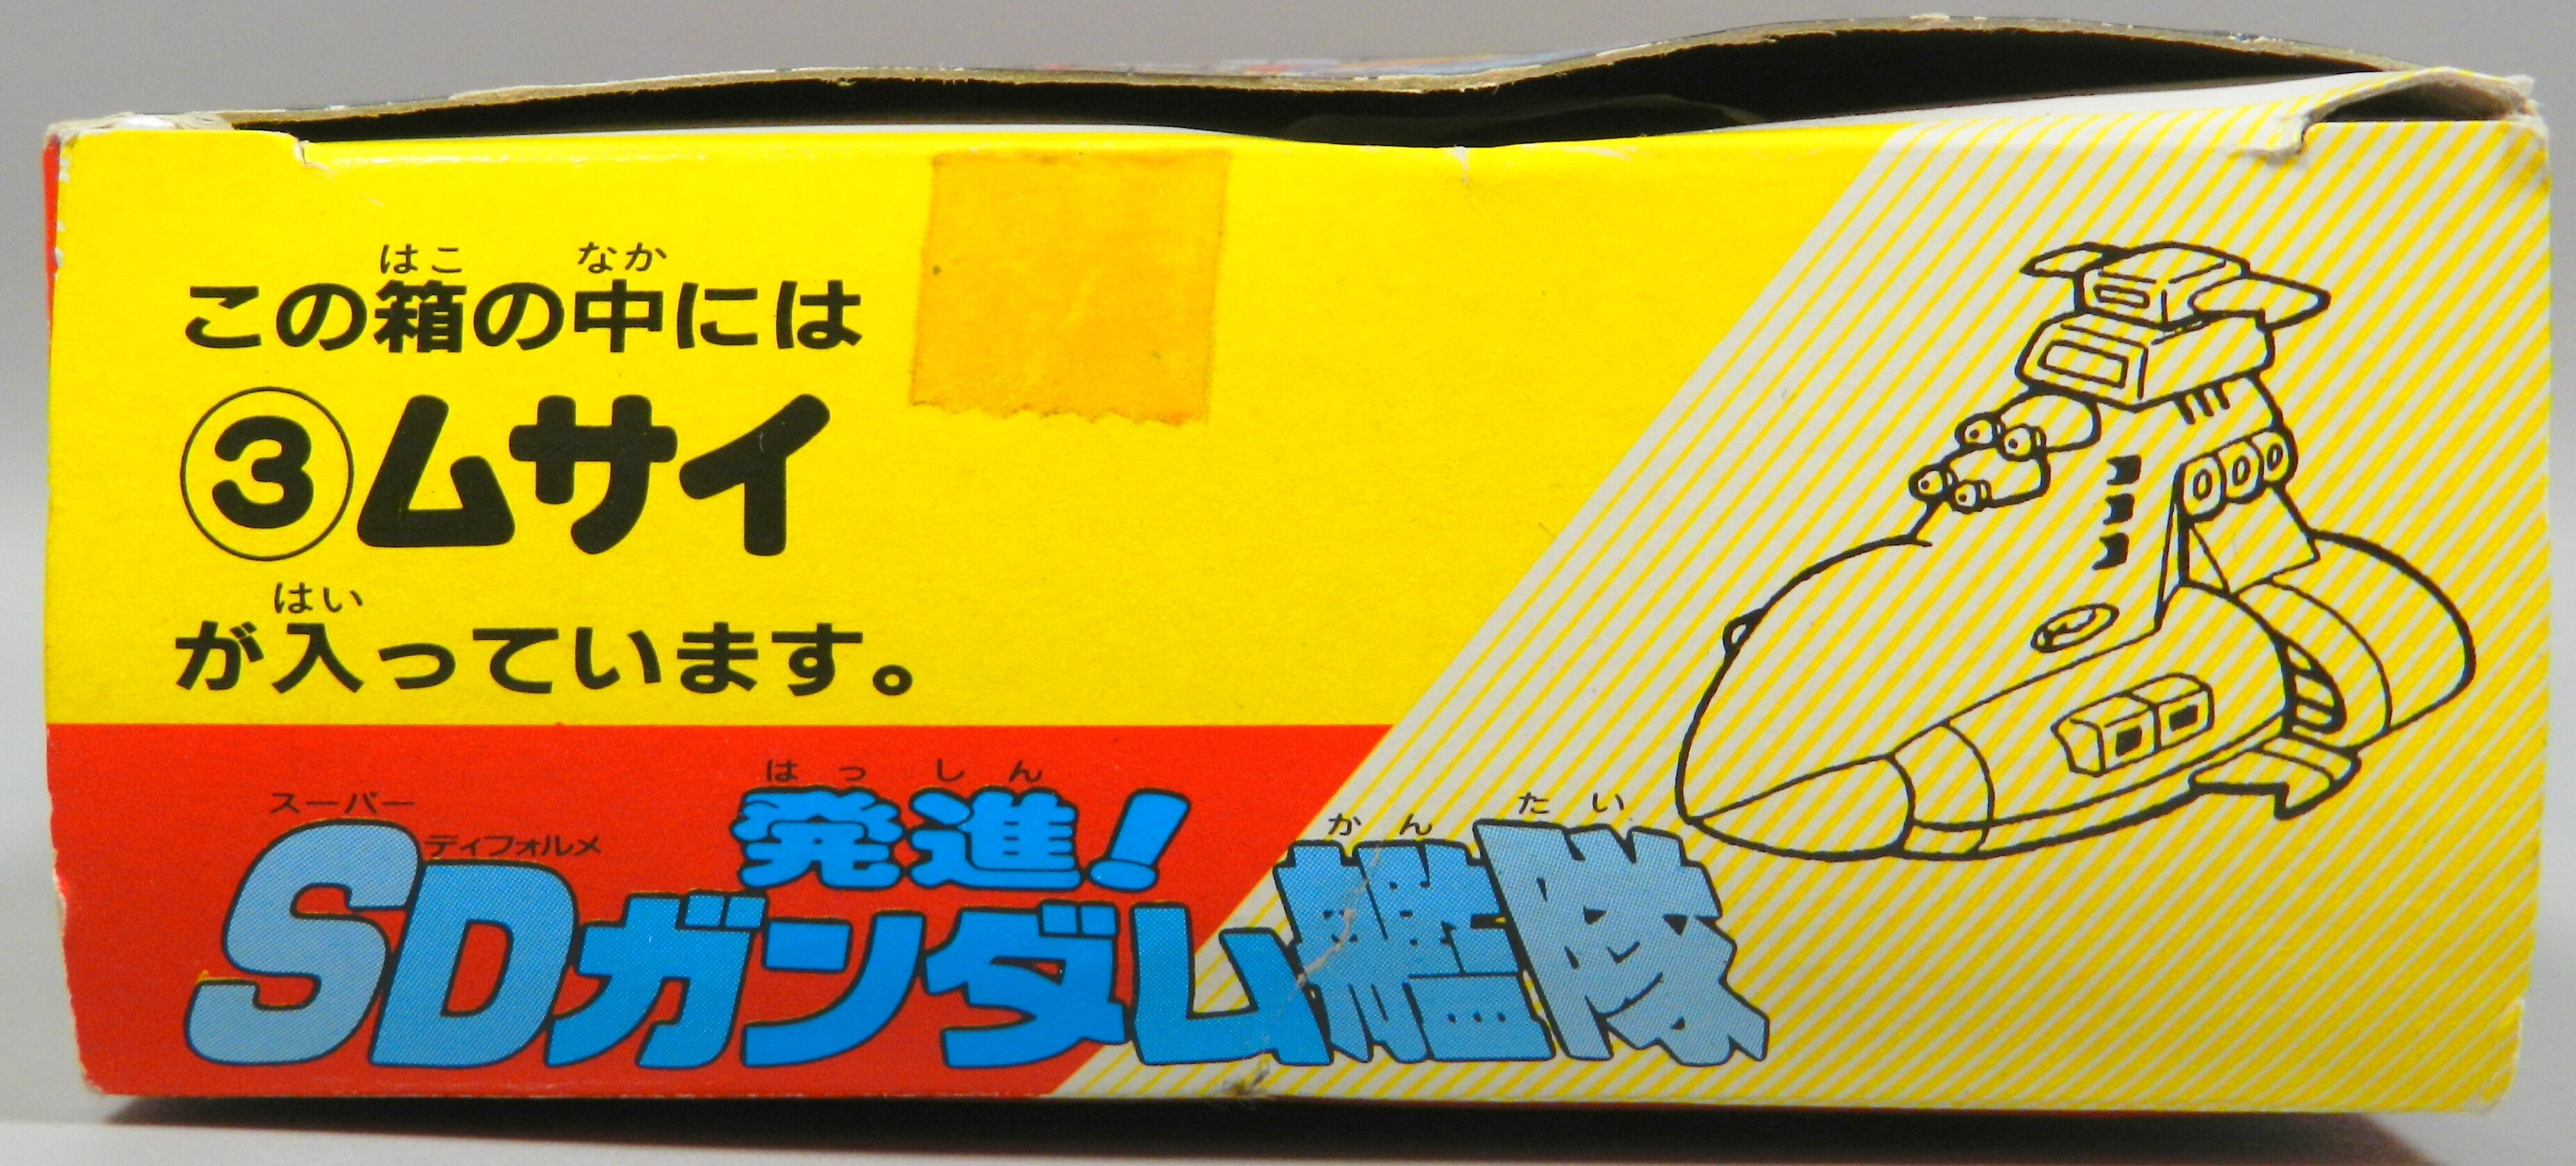 はこ なか
この箱の中には
③ムサイ
はい
が入っています。
はっしん
発進!
スーパー ディフォルメ かんたい
SDガンダム艦隊